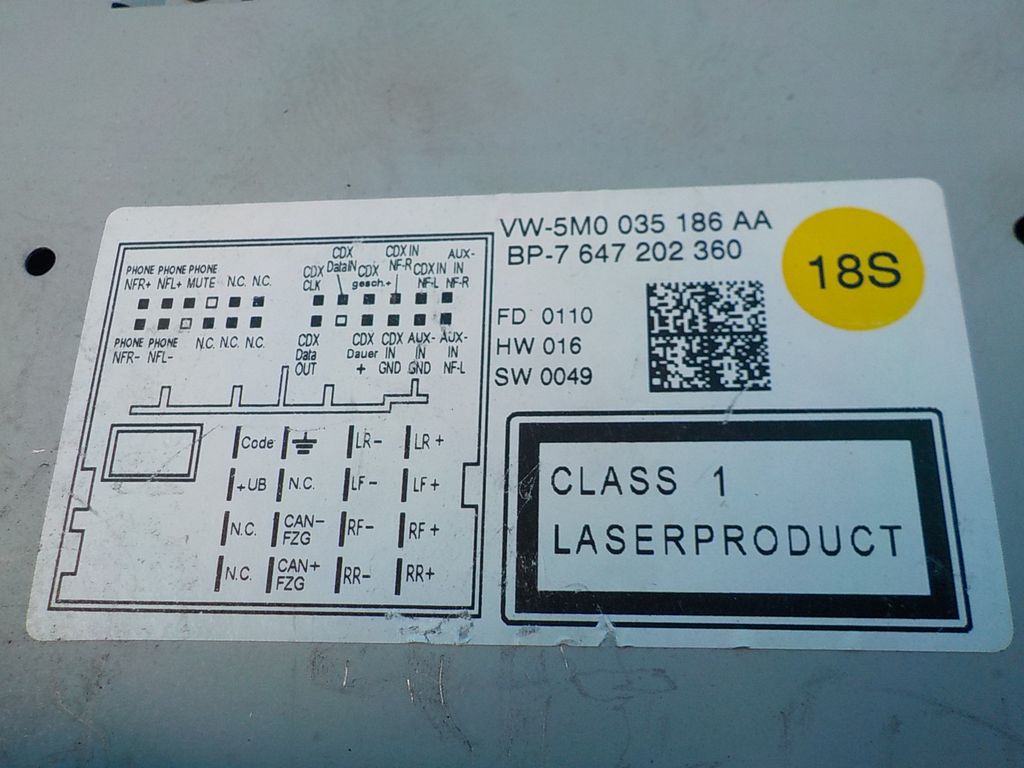 VW-5M0 035 186 AA
BP-7 647 202 360
18S
FD 0110
HW 016
SW 0049
CLASS 1
LASERPRODUCT
PHONE PHONE PHONE
NFR+ NFL+ MUTE N.C. N.C.
PHONE PHONE N.C. N.C. N.C.
NFR- NFL-
CDX CLK
CDX DataIN
CDX gesch.+
CDX IN NF-R
CDX IN NF-L
AUX-IN NF-R
CDX Data OUT
CDX Dauer +
CDX IN GND
AUX-IN GND
AUX-IN NF-L
Code LR- LR+
+UB N.C. LF- LF+
N.C. CAN- FZG RF- RF+
N.C. CAN+ FZG RR- RR+